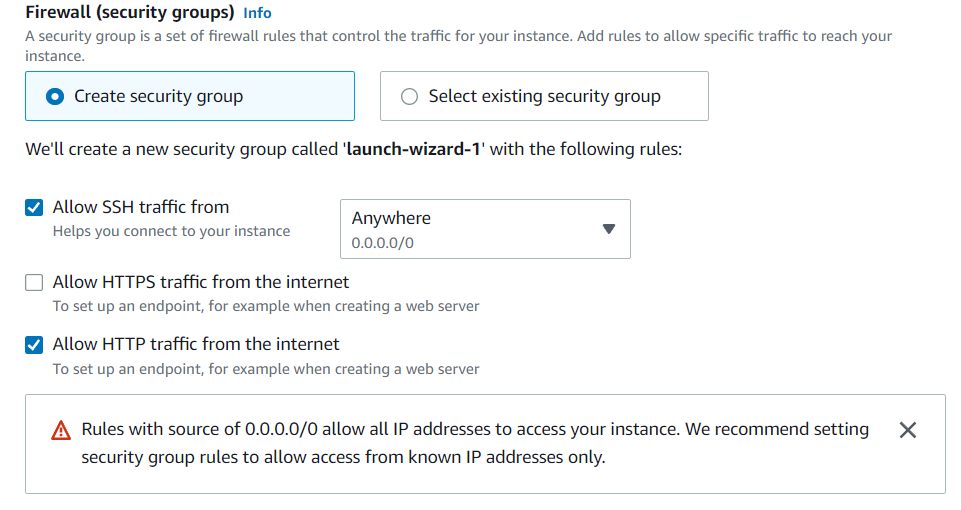 Firewall (security groups) Info
A security group is a set of firewall rules that control the traffic for your instance. Add rules to allow specific traffic to reach your
instance.
Create security group
Select existing security group
We'll create a new security group called 'launch-wizard-1' with the following rules:
Allow SSH traffic from
Helps you connect to your instance
Anywhere
0.0.0.0/0
Allow HTTPS traffic from the internet
To set up an endpoint, for example when creating a web server
Allow HTTP traffic from the internet
To set up an endpoint, for example when creating a web server
Rules with source of 0.0.0.0/0 allow all IP addresses to access your instance. We recommend setting
security group rules to allow access from known IP addresses only.